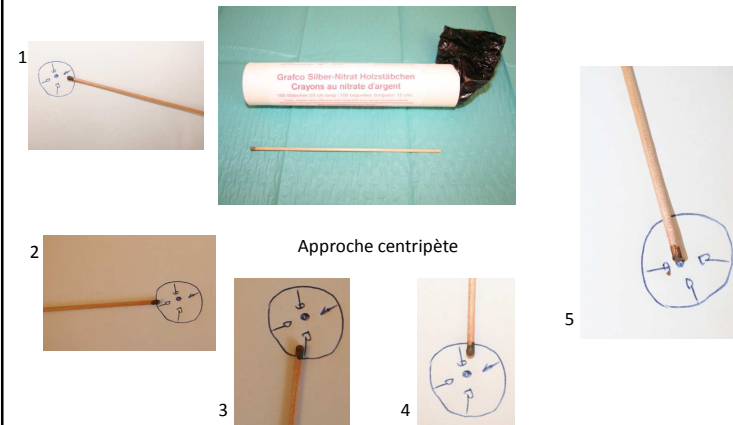 1
Grafco Silber-Nitrat Holzstäbchen
Crayons au nitrate d'argent
2
Approche centripète
3
4
5